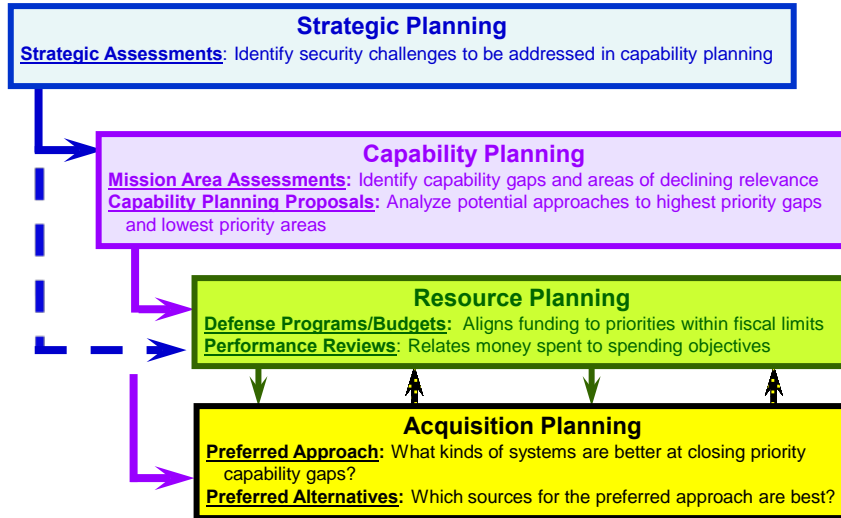 Strategic Planning
Strategic Assessments: Identify security challenges to be addressed in capability planning
Capability Planning
Mission Area Assessments: Identify capability gaps and areas of declining relevance
Capability Planning Proposals: Analyze potential approaches to highest priority gaps
and lowest priority areas
Resource Planning
Defense Programs/Budgets: Aligns funding to priorities within fiscal limits
Performance Reviews: Relates money spent to spending objectives
Acquisition Planning
Preferred Approach: What kinds of systems are better at closing priority
capability gaps?
Preferred Alternatives: Which sources for the preferred approach are best?